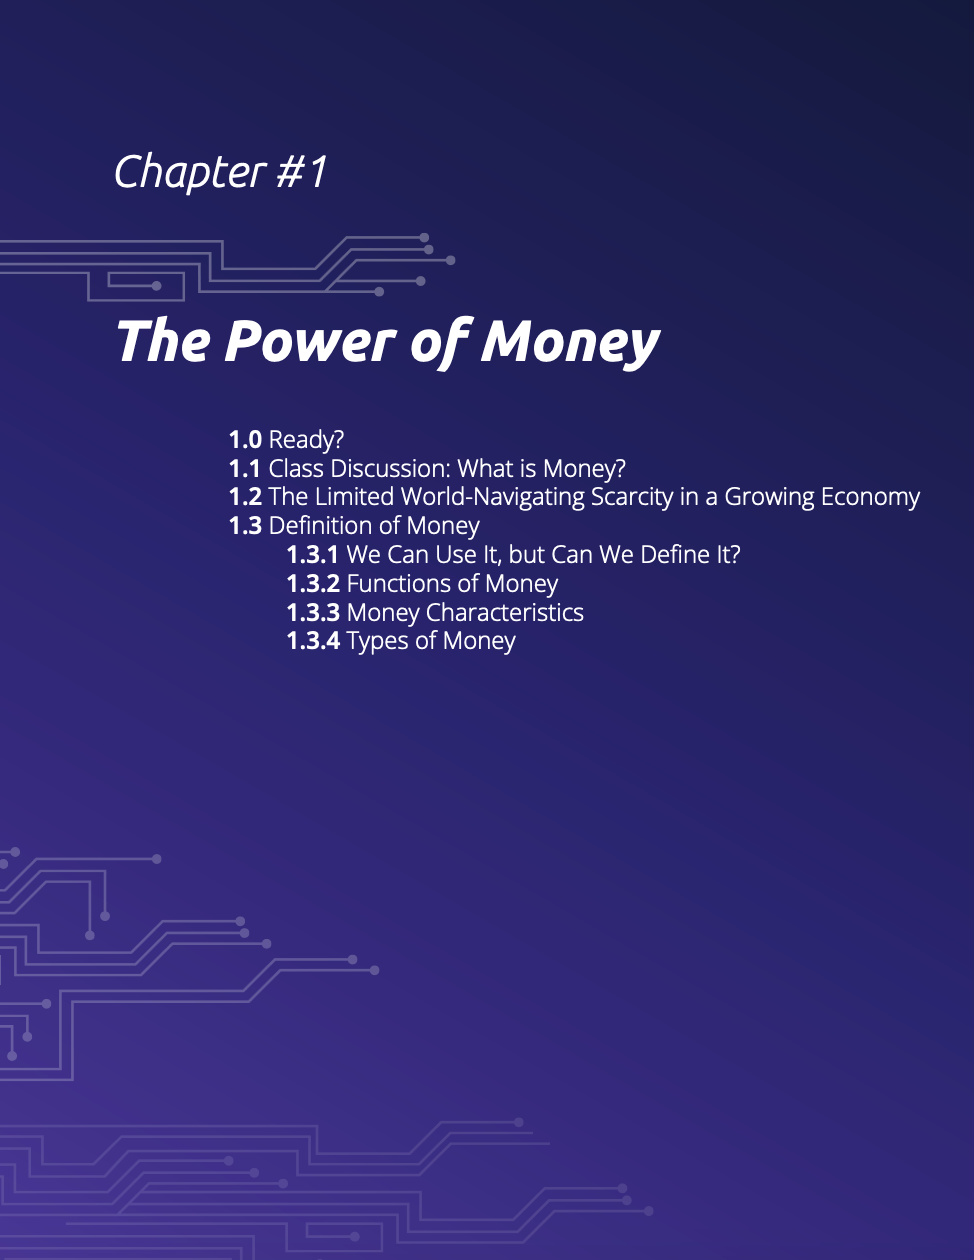 Chapter #1
The Power of Money
1.0 Ready?
1.1 Class Discussion: What is Money?
1.2 The Limited World-Navigating Scarcity in a Growing Economy
1.3 Definition of Money
1.3.1 We Can Use It, but Can We Define It?
1.3.2 Functions of Money
1.3.3 Money Characteristics
1.3.4 Types of Money